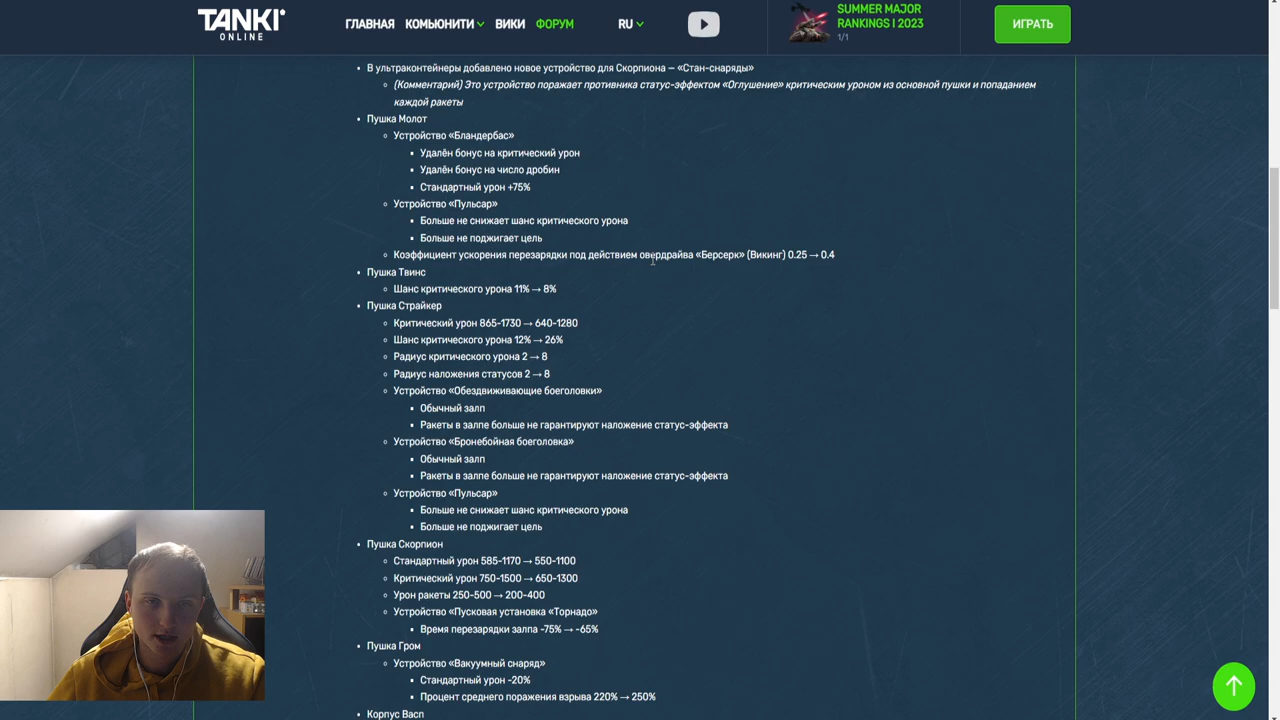 TANKI
ONLINE
ГЛАВНАЯ
КОМЬЮНИТИ
ВИКИ
ФОРУМ
RU
SUMMER MAJOR
RANKINGS I 2023
1/1
ИГРАТЬ
В ультраконтейнеры добавлено новое устройство для Скорпиона — «Стан-снаряды»
(Комментарий) Это устройство поражает противника статус-эффектом «Оглушение» критическим уроном из основной пушки и попаданием
каждой ракеты
Пушка Молот
Устройство «Бландербас»
Удалён бонус на критический урон
Удалён бонус на число дробин
Стандартный урон +75%
Устройство «Пульсар»
Больше не снижает шанс критического урона
Больше не поджигает цель
Коэффициент ускорения перезарядки под действием овердрайва «Берсерк» (Викинг) 0.25 → 0.4
Пушка Твинс
Шанс критического урона 11% → 8%
Пушка Страйкер
Критический урон 865-1730 → 640-1280
Шанс критического урона 12% → 26%
Радиус критического урона 2 → 8
Радиус наложения статусов 2 → 8
Устройство «Обездвиживающие боеголовки»
Обычный залп
Ракеты в залпе больше не гарантируют наложение статус-эффекта
Устройство «Бронебойная боеголовка»
Обычный залп
Ракеты в залпе больше не гарантируют наложение статус-эффекта
Устройство «Пульсар»
Больше не снижает шанс критического урона
Больше не поджигает цель
Пушка Скорпион
Стандартный урон 585-1170 → 550-1100
Критический урон 750-1500 → 650-1300
Урон ракеты 250-500 → 200-400
Устройство «Пусковая установка «Торнадо»
Время перезарядки залпа -75% → -65%
Пушка Гром
Устройство «Вакуумный снаряд»
Стандартный урон -20%
Процент среднего поражения взрыва 220% → 250%
Корпус Васп